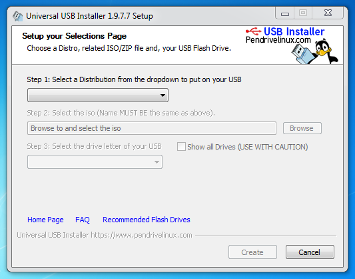 Universal USB Installer 1.9.7.7 Setup
Setup your Selections Page
Choose a Distro, related ISO/ZIP file and, your USB Flash Drive.
USB Installer
Pendrivelinux.com
Step 1: Select a Distribution from the dropdown to put on your USB
Step 2: Select the iso (Name MUST BE the same as above).
Browse to and select the iso
Browse
Step 3: Select the drive letter of your USB
Show all Drives (USE WITH CAUTION)
Home Page FAQ Recommended Flash Drives
Universal USB Installer https://www.pendrivelinux.com
Create Cancel